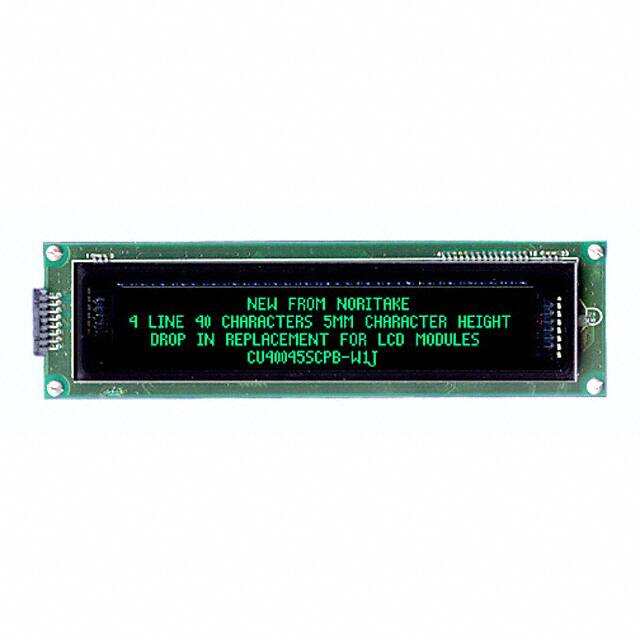 NEW FROM NORITAKE
4 LINE 40 CHARACTERS 5MM CHARACTER HEIGHT
DROP IN REPLACEMENT FOR LCD MODULES
CU40045SCPB-W1J